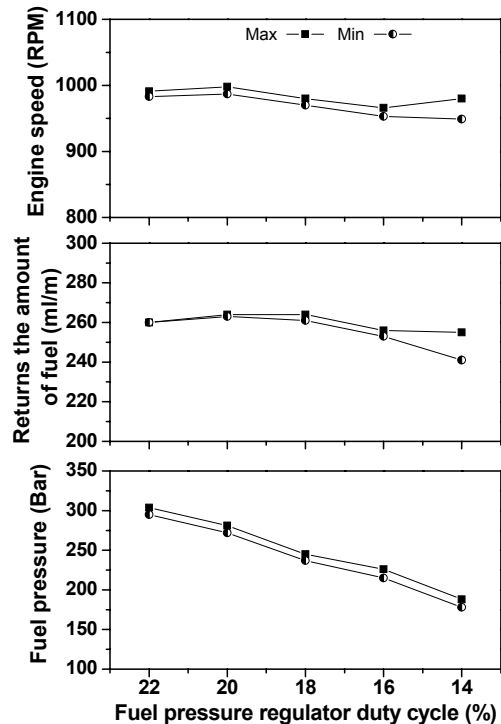 1100
1000
900
800
Engine speed (RPM)
Max Min
300
280
260
240
220
200
Returns the amount
of fuel (ml/m)
350
300
250
200
150
100
Fuel pressure (Bar)
22 20 18 16 14
Fuel pressure regulator duty cycle (%)